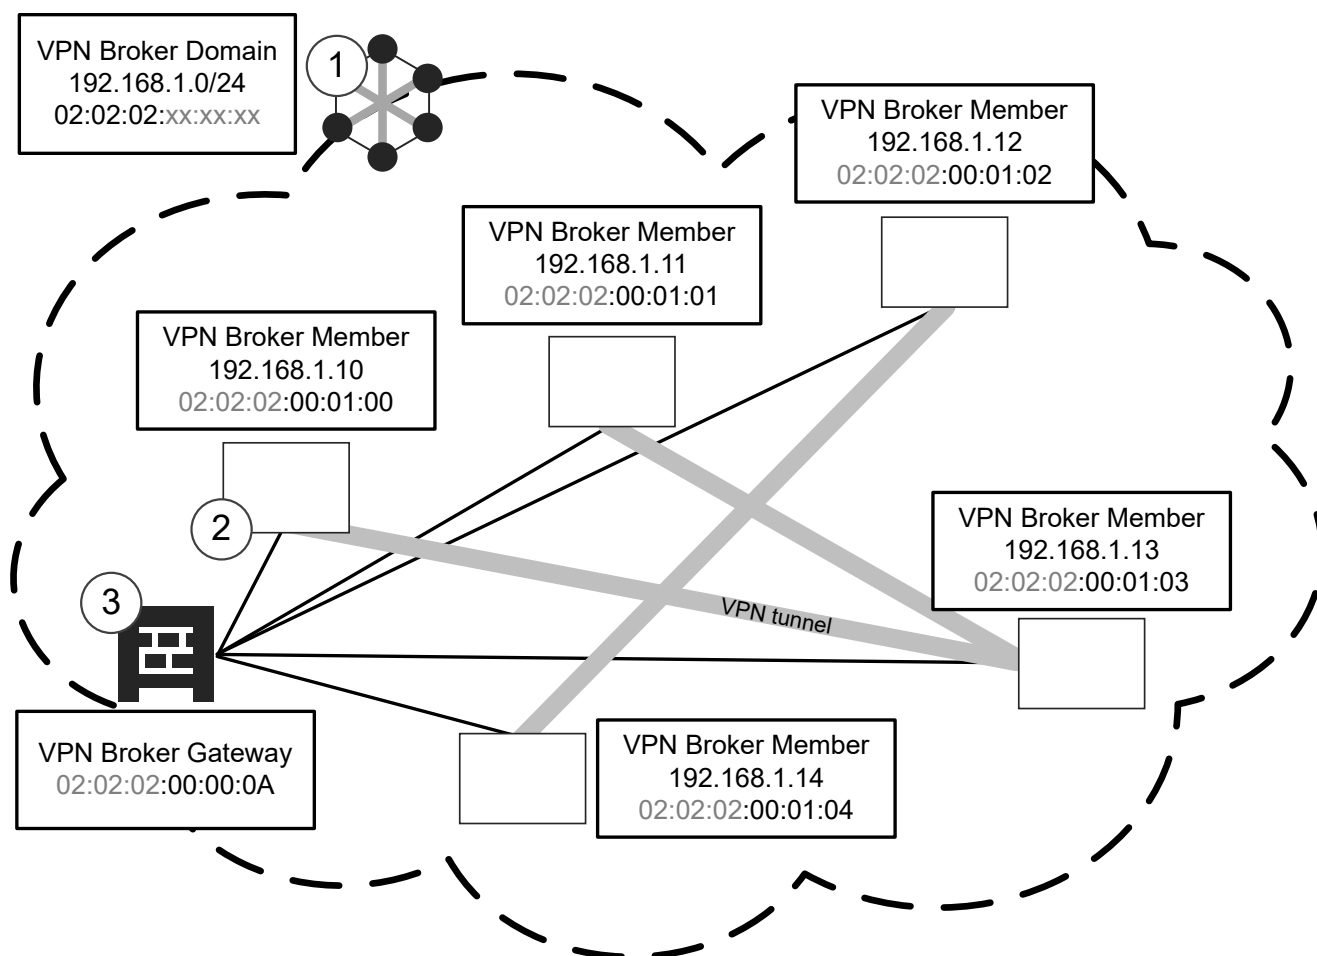 VPN Broker Domain
192.168.1.0/24
02:02:02:xx:xx:xx
1
VPN Broker Member
192.168.1.12
02:02:02:00:01:02
VPN Broker Member
192.168.1.11
02:02:02:00:01:01
VPN Broker Member
192.168.1.10
02:02:02:00:01:00
2
VPN Broker Member
192.168.1.13
02:02:02:00:01:03
3
VPN tunnel
VPN Broker Gateway
02:02:02:00:00:0A
VPN Broker Member
192.168.1.14
02:02:02:00:01:04